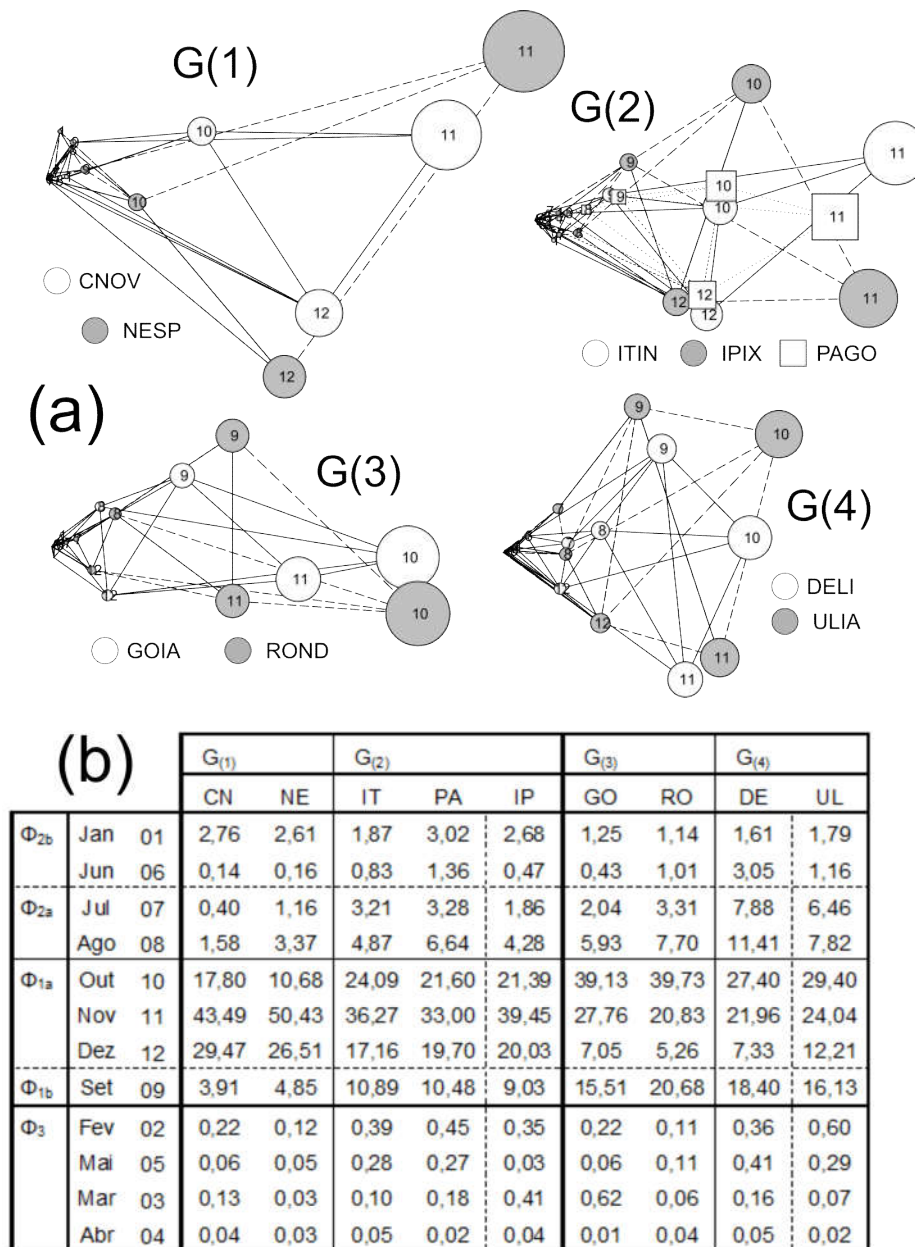 G(1)
11
10
11
10
12
12
CNOV
NESP
G(2)
10
11
9
10
9
10
11
12
12
12
11
ITIN IPIX PAGO
(a)
G(3)
9
9
8
10
11
11
10
GOIA ROND
G(4)
9
10
9
8
10
8
12
11
11
DELI
ULIA
(b)
G(1) G(2) G(3) G(4)
CN NE IT PA IP GO RO DE UL
Φ2b Jan 01 2,76 2,61 1,87 3,02 2,68 1,25 1,14 1,61 1,79
Jun 06 0,14 0,16 0,83 1,36 0,47 0,43 1,01 3,05 1,16
Φ2a Jul 07 0,40 1,16 3,21 3,28 1,86 2,04 3,31 7,88 6,46
Ago 08 1,58 3,37 4,87 6,64 4,28 5,93 7,70 11,41 7,82
Φ1a Out 10 17,80 10,68 24,09 21,60 21,39 39,13 39,73 27,40 29,40
Nov 11 43,49 50,43 36,27 33,00 39,45 27,76 20,83 21,96 24,04
Dez 12 29,47 26,51 17,16 19,70 20,03 7,05 5,26 7,33 12,21
Φ1b Set 09 3,91 4,85 10,89 10,48 9,03 15,51 20,68 18,40 16,13
Φ3 Fev 02 0,22 0,12 0,39 0,45 0,35 0,22 0,11 0,36 0,60
Mai 05 0,06 0,05 0,28 0,27 0,03 0,06 0,11 0,41 0,29
Mar 03 0,13 0,03 0,10 0,18 0,41 0,62 0,06 0,16 0,07
Abr 04 0,04 0,03 0,05 0,02 0,04 0,01 0,04 0,05 0,02